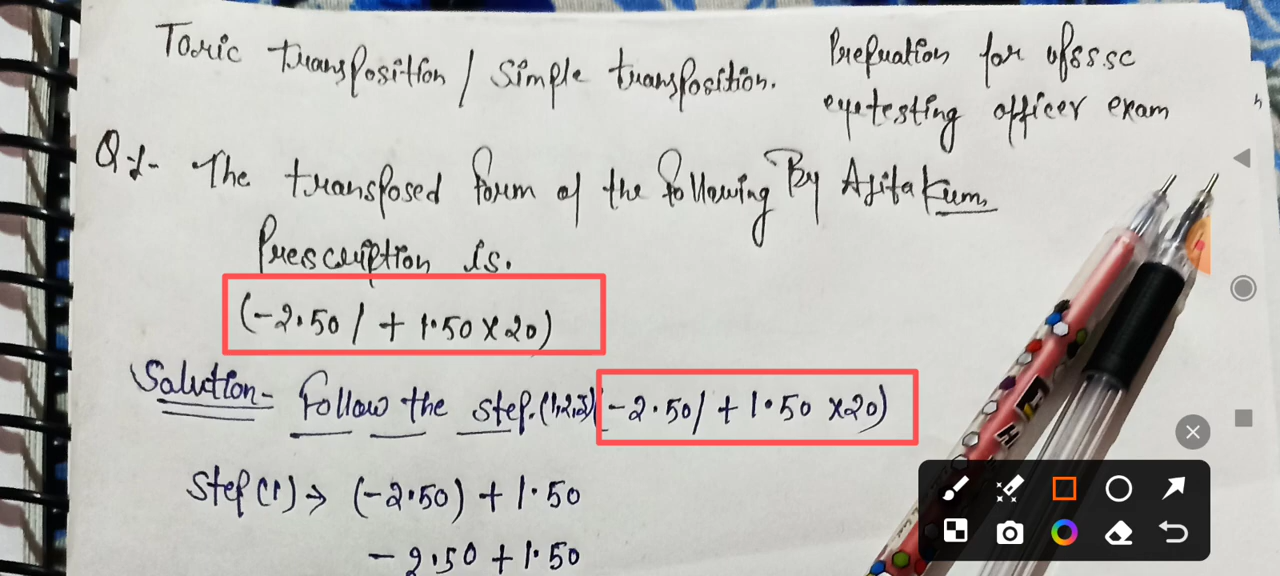 Toric transposition / Simple transposition.
Prepration for upsssc
eyetesting officer exam
Q.1- The transposed form of the following By Ajita Kum
Prescription is.
(-2.50 / + 1.50 x 20)
Solution- Follow the step. (1,2,3) (-2.50 / + 1.50 x 20)
Step (1) → (-2.50) + 1.50
- 2.50 + 1.50